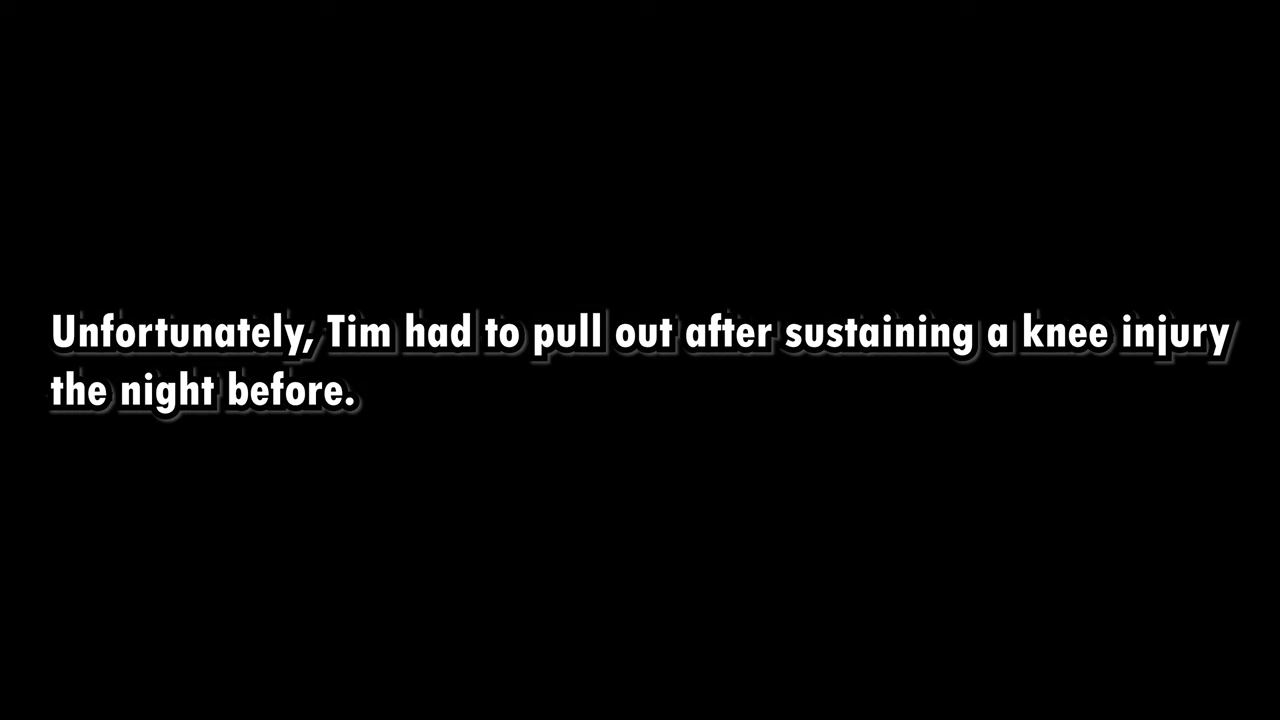 Unfortunately, Tim had to pull out after sustaining a knee injury
the night before.